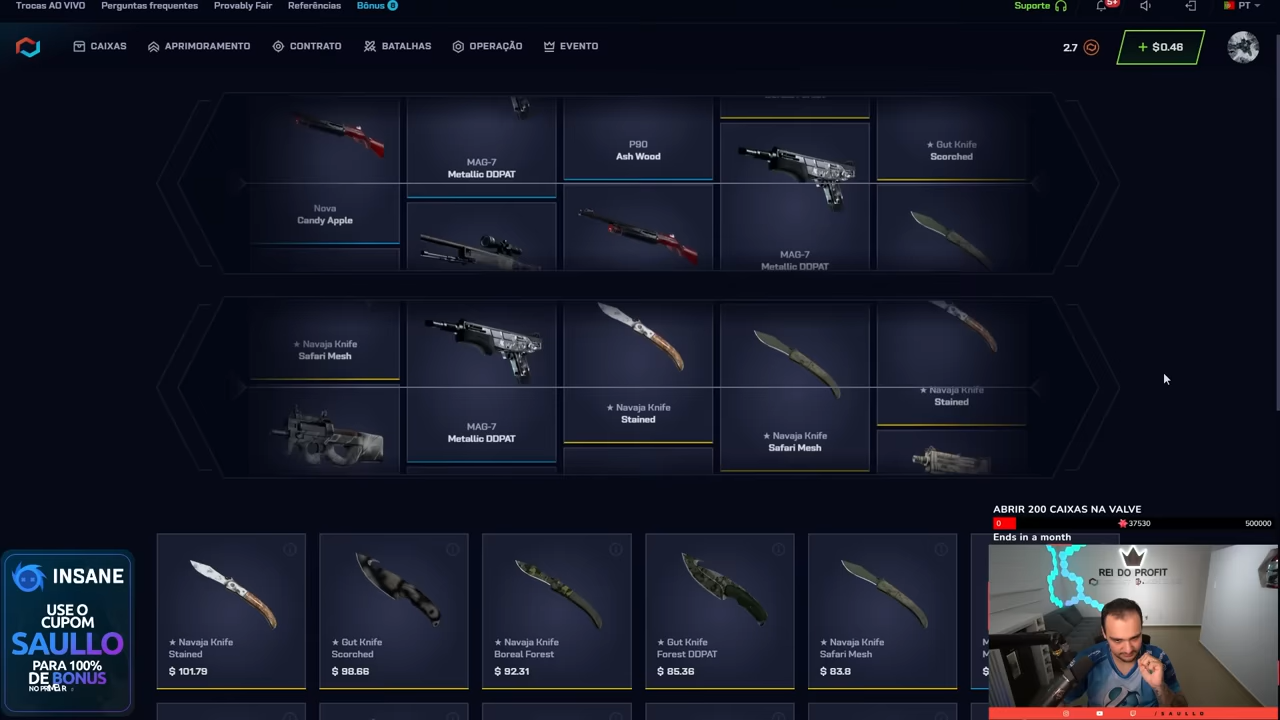 Trocas AO VIVO Perguntas frequentes Provably Fair Referências Bônus Suporte 5+ PT
CAIXAS APRIMORAMENTO CONTRATO BATALHAS OPERAÇÃO EVENTO 2.7 + $0.46
Nova
Candy Apple
MAG-7
Metallic DDPAT
P90
Ash Wood
MAG-7
Metallic DDPAT
★ Gut Knife
Scorched
★ Navaja Knife
Safari Mesh
MAG-7
Metallic DDPAT
★ Navaja Knife
Stained
★ Navaja Knife
Safari Mesh
★ Navaja Knife
Stained
★ Navaja Knife
Stained
$ 101.79
★ Gut Knife
Scorched
$ 98.66
★ Navaja Knife
Boreal Forest
$ 92.31
★ Gut Knife
Forest DDPAT
$ 85.36
★ Navaja Knife
Safari Mesh
$ 83.8
INSANE
USE O
CUPOM
SAULLO
PARA 100%
DE BONUS
ABRIR 200 CAIXAS NA VALVE
0 37530 500000
Ends in a month
REI DO PROFIT
/SAULLO